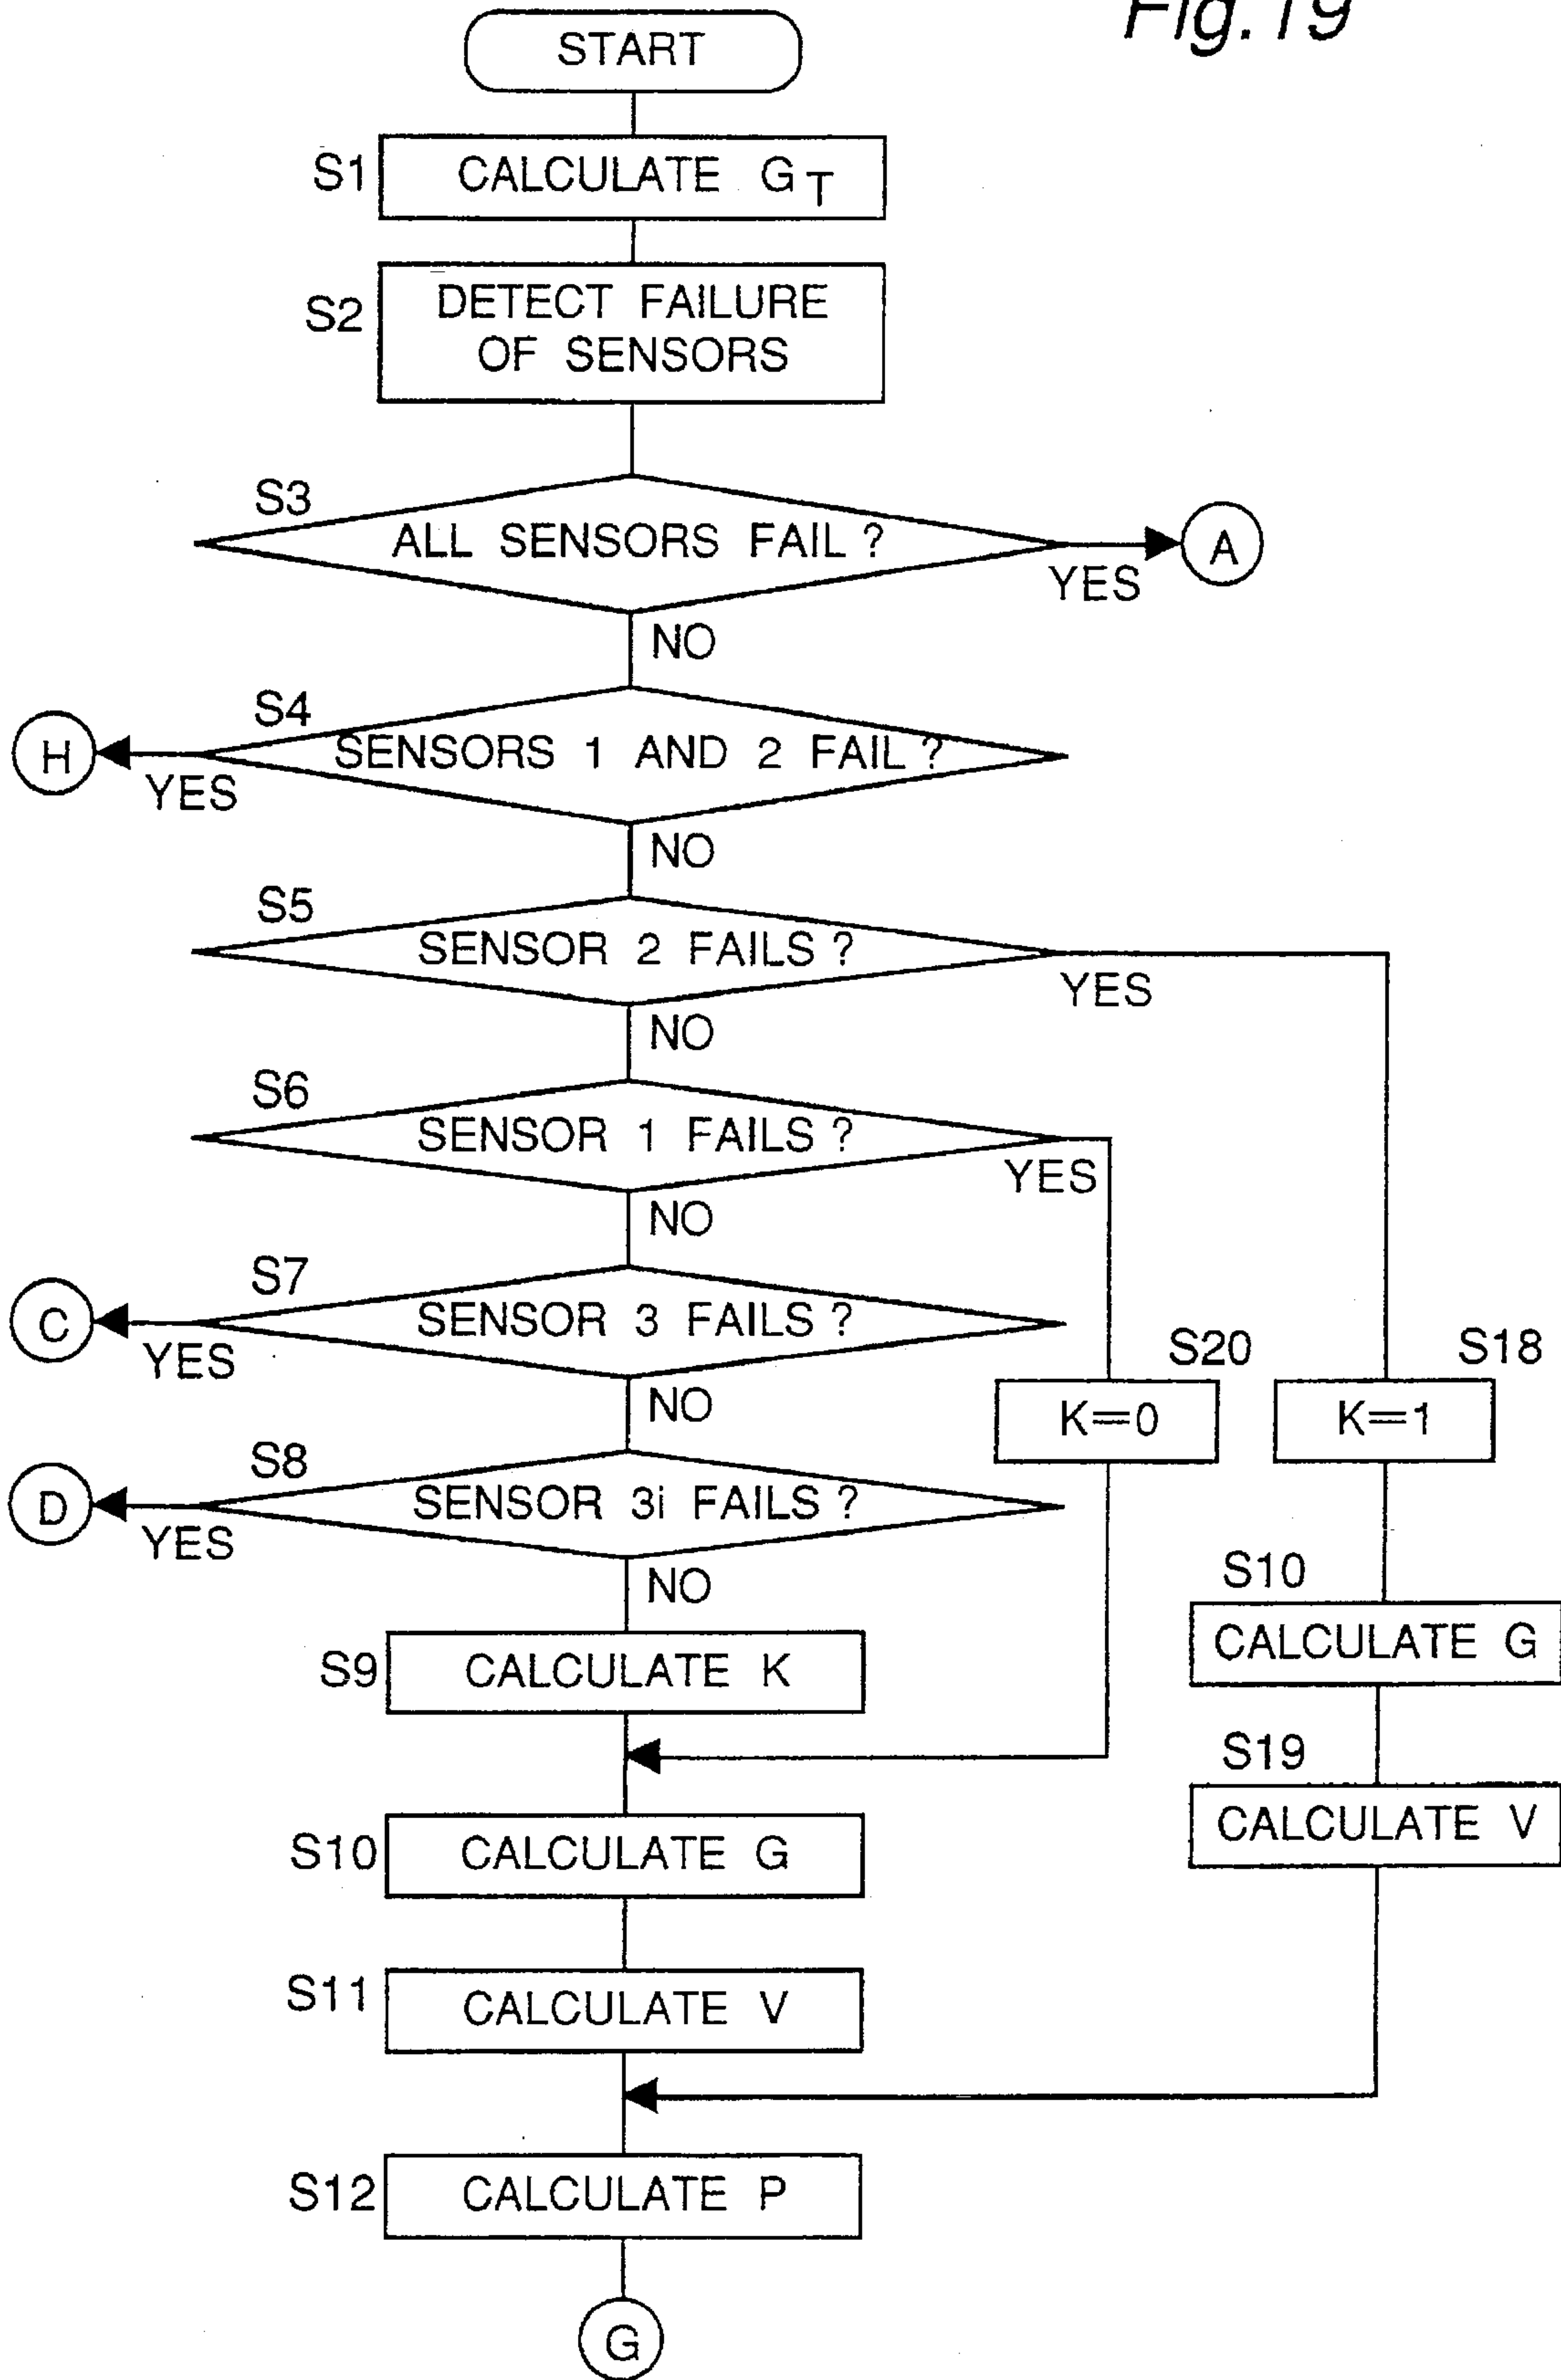 Fig. 19
START
S1
CALCULATE GT
S2
DETECT FAILURE
OF SENSORS
S3
ALL SENSORS FAIL ?
YES
A
NO
S4
SENSORS 1 AND 2 FAIL ?
H
YES
NO
S5
SENSOR 2 FAILS ?
YES
NO
S6
SENSOR 1 FAILS ?
YES
NO
S7
SENSOR 3 FAILS ?
C
YES
NO
S20
K=0
S18
K=1
S8
SENSOR 3i FAILS ?
D
YES
NO
S10
CALCULATE G
S9
CALCULATE K
S19
CALCULATE V
S10
CALCULATE G
S11
CALCULATE V
S12
CALCULATE P
G